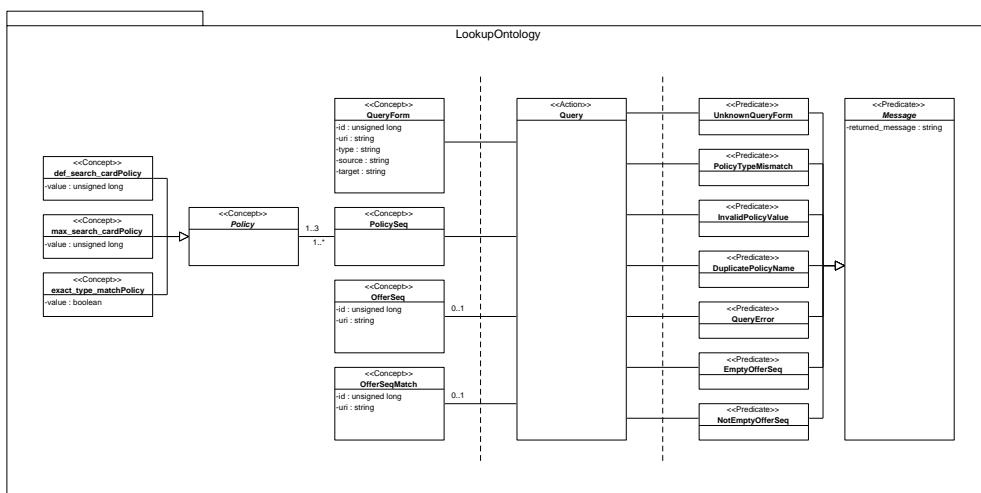 LookupOntology
<<Concept>>
def_search_cardPolicy
-value : unsigned long
<<Concept>>
max_search_cardPolicy
-value : unsigned long
<<Concept>>
exact_type_matchPolicy
-value : boolean
<<Concept>>
Policy
1..3
1..*
<<Concept>>
QueryForm
-id : unsigned long
-uri : string
-type : string
-source : string
-target : string
<<Concept>>
PolicySeq
<<Concept>>
OfferSeq
-id : unsigned long
-uri : string
0..1
<<Concept>>
OfferSeqMatch
-id : unsigned long
-uri : string
0..1
<<Action>>
Query
<<Predicate>>
UnknownQueryForm
<<Predicate>>
PolicyTypeMismatch
<<Predicate>>
InvalidPolicyValue
<<Predicate>>
DuplicatePolicyName
<<Predicate>>
QueryError
<<Predicate>>
EmptyOfferSeq
<<Predicate>>
NotEmptyOfferSeq
<<Predicate>>
Message
-returned_message : string